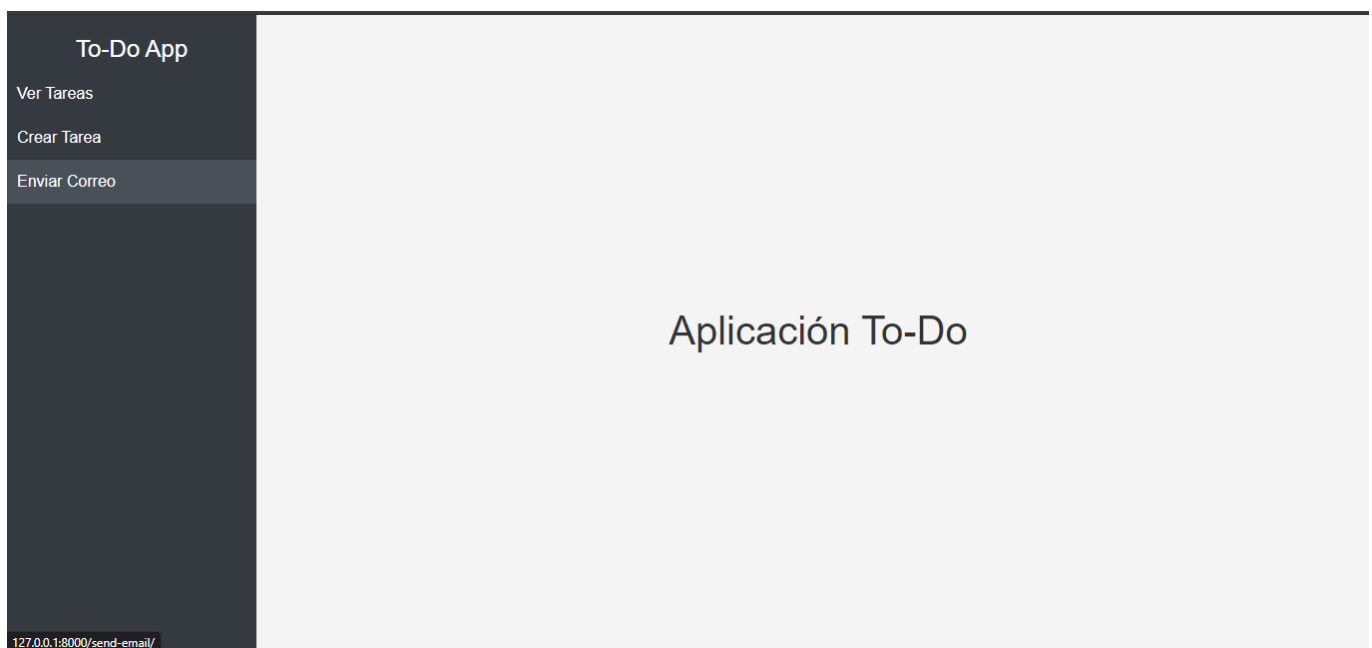 To-Do App
Ver Tareas
Crear Tarea
Enviar Correo
Aplicación To-Do
127.0.0.1:8000/send-email/